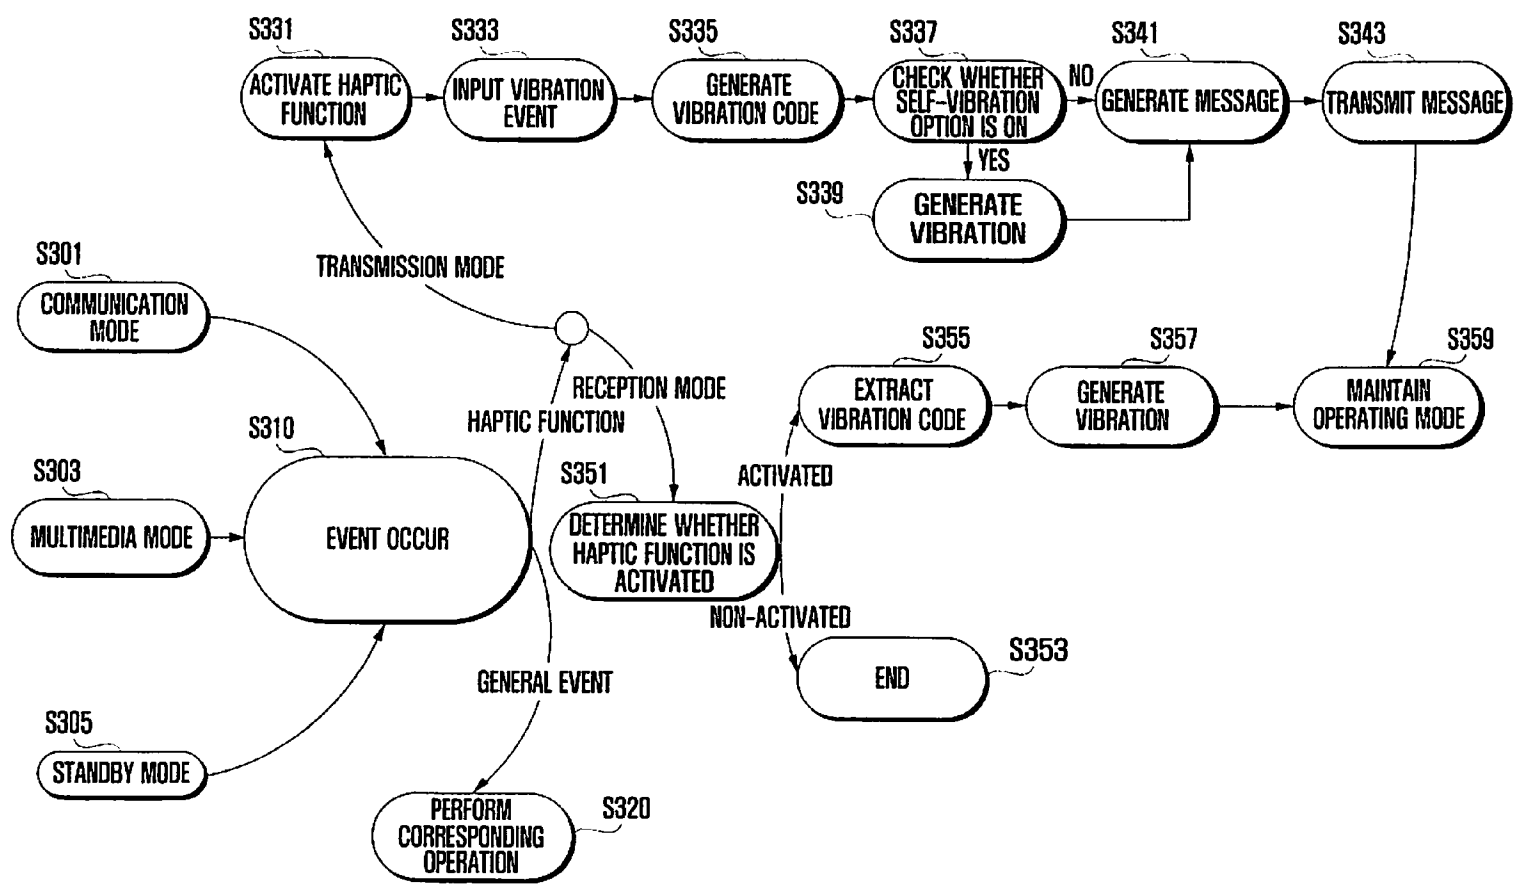 S331
ACTIVATE HAPTIC
FUNCTION
S333
INPUT VIBRATION
EVENT
S335
GENERATE
VIBRATION CODE
S337
CHECK WHETHER
SELF-VIBRATION
OPTION IS ON
NO
YES
S341
GENERATE MESSAGE
S343
TRANSMIT MESSAGE
S339
GENERATE
VIBRATION
TRANSMISSION MODE
S301
COMMUNICATION
MODE
S310
EVENT OCCUR
S303
MULTIMEDIA MODE
S305
STANDBY MODE
HAPTIC FUNCTION
RECEPTION MODE
S351
DETERMINE WHETHER
HAPTIC FUNCTION IS
ACTIVATED
ACTIVATED
NON-ACTIVATED
S355
EXTRACT
VIBRATION CODE
S357
GENERATE
VIBRATION
S359
MAINTAIN
OPERATING MODE
END
S353
GENERAL EVENT
PERFORM
CORRESPONDING
OPERATION
S320